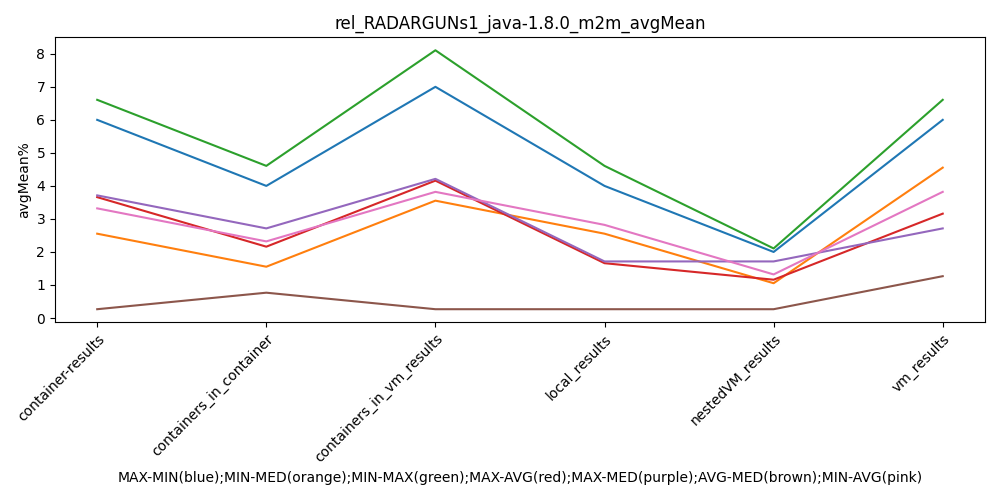 rel_RADARGUNs1_java-1.8.0_m2m_avgMean
avgMean%
8
7
6
5
4
3
2
1
0
container-results
containers_in_container
containers_in_vm_results
local_results
nestedVM_results
vm_results
MAX-MIN(blue);MIN-MED(orange);MIN-MAX(green);MAX-AVG(red);MAX-MED(purple);AVG-MED(brown);MIN-AVG(pink)